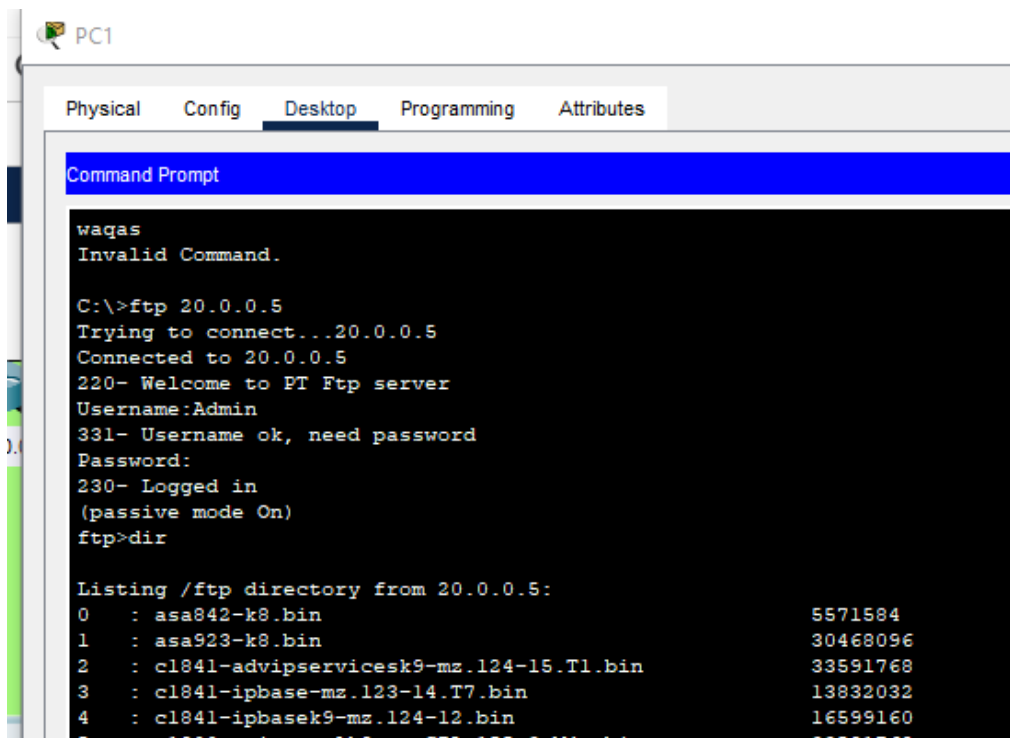 PC1
Physical Config Desktop Programming Attributes
Command Prompt
waqas
Invalid Command.
C:\>ftp 20.0.0.5
Trying to connect...20.0.0.5
Connected to 20.0.0.5
220- Welcome to PT Ftp server
Username:Admin
331- Username ok, need password
Password:
230- Logged in
(passive mode On)
ftp>dir
Listing /ftp directory from 20.0.0.5:
0 : asa842-k8.bin 5571584
1 : asa923-k8.bin 30468096
2 : c1841-advipservicesk9-mz.124-15.T1.bin 33591768
3 : c1841-ipbase-mz.123-14.T7.bin 13832032
4 : c1841-ipbasek9-mz.124-12.bin 16599160